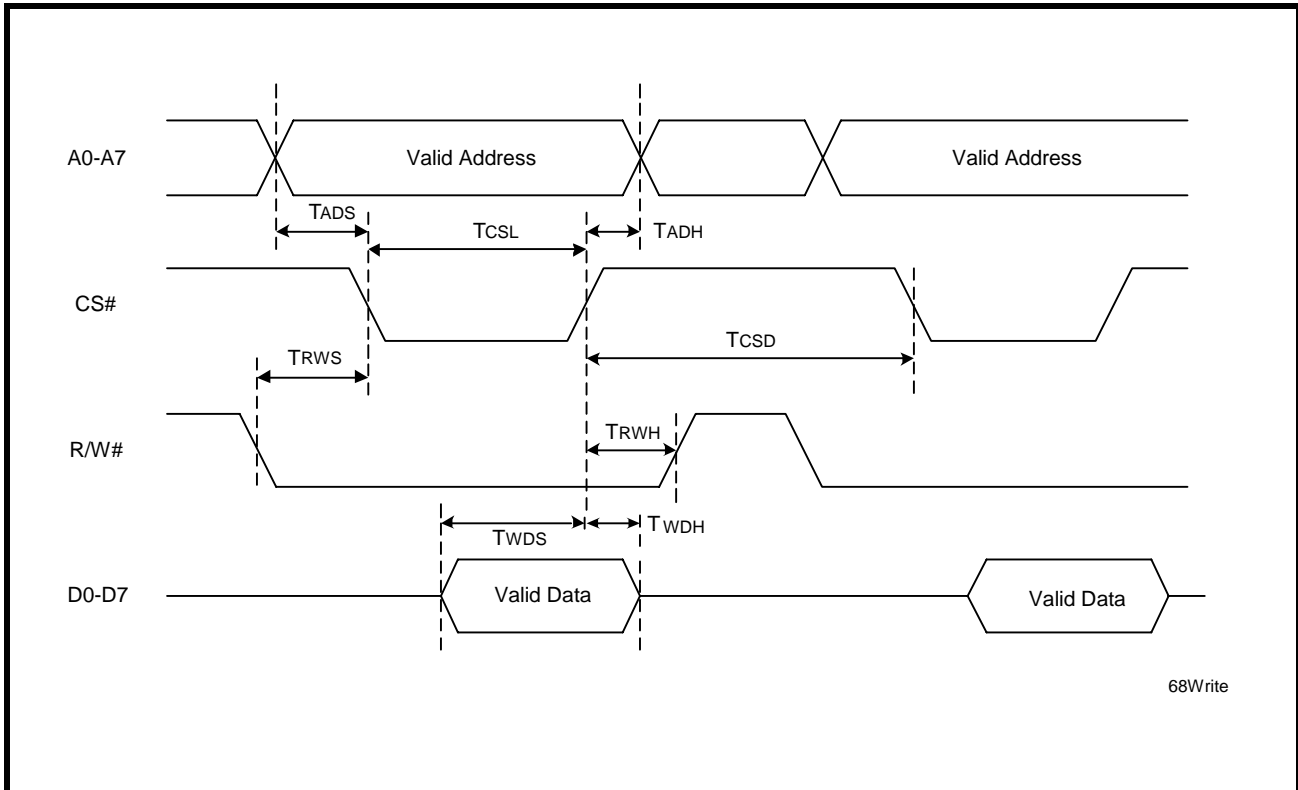 A0-A7
Valid Address
Valid Address
TADS
TCSL
TADH
CS#
TCSD
TRWS
R/W#
TRWH
TWDS
TWDH
D0-D7
Valid Data
Valid Data
68Write